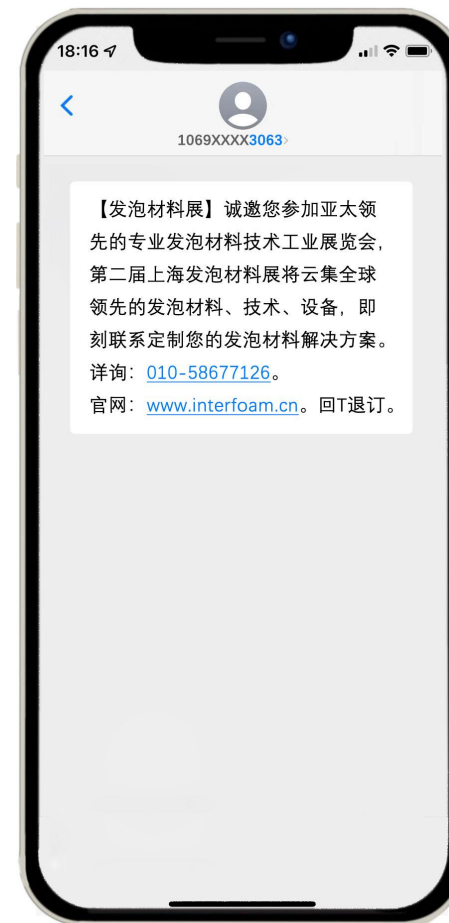 18:16
1069XXXX3063
【发泡材料展】诚邀您参加亚太领
先的专业发泡材料技术工业展览会，
第二届上海发泡材料展将云集全球
领先的发泡材料、技术、设备，即
刻联系定制您的发泡材料解决方案。
详询：010-58677126。
官网：www.interfoam.cn。回T退订。